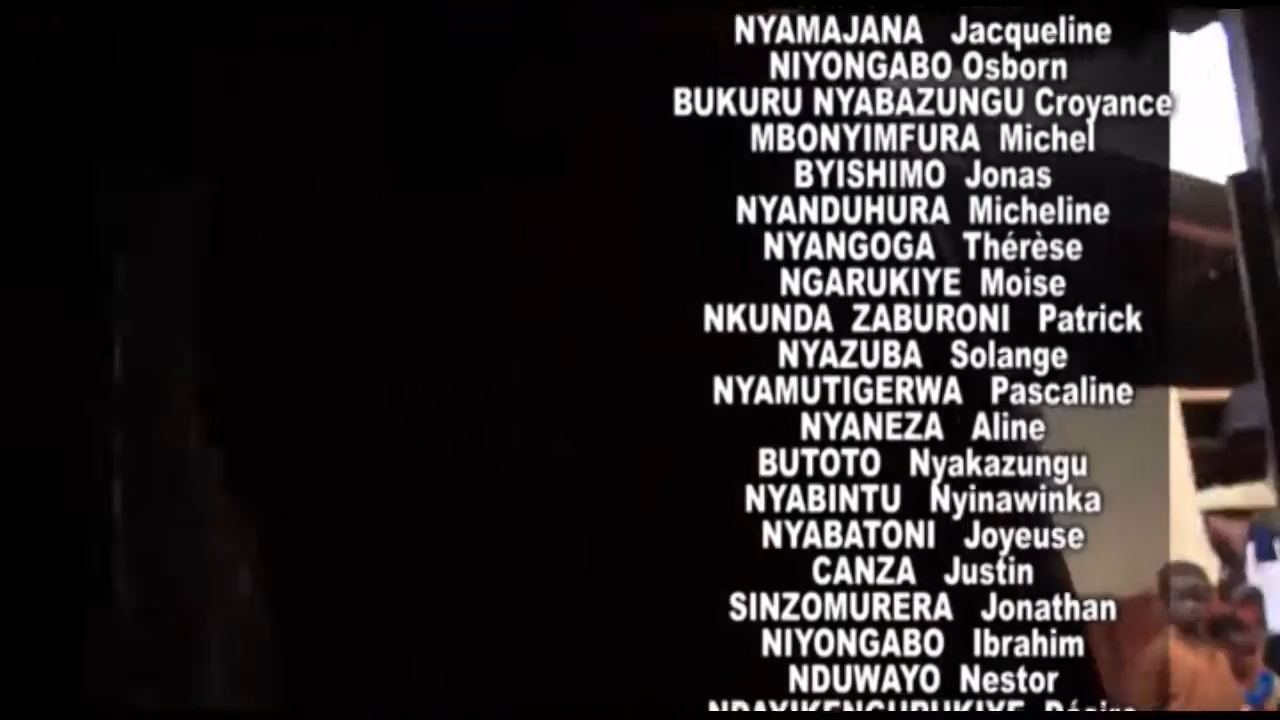 NYAMAJANA Jacqueline
NIYONGABO Osborn
BUKURU NYABAZUNGU Croyance
MBONYIMFURA Michel
BYISHIMO Jonas
NYANDUHURA Micheline
NYANGOGA Thérèse
NGARUKIYE Moise
NKUNDA ZABURONI Patrick
NYAZUBA Solange
NYAMUTIGERWA Pascaline
NYANEZA Aline
BUTOTO Nyakazungu
NYABINTU Nyinawinka
NYABATONI Joyeuse
CANZA Justin
SINZOMURERA Jonathan
NIYONGABO Ibrahim
NDUWAYO Nestor